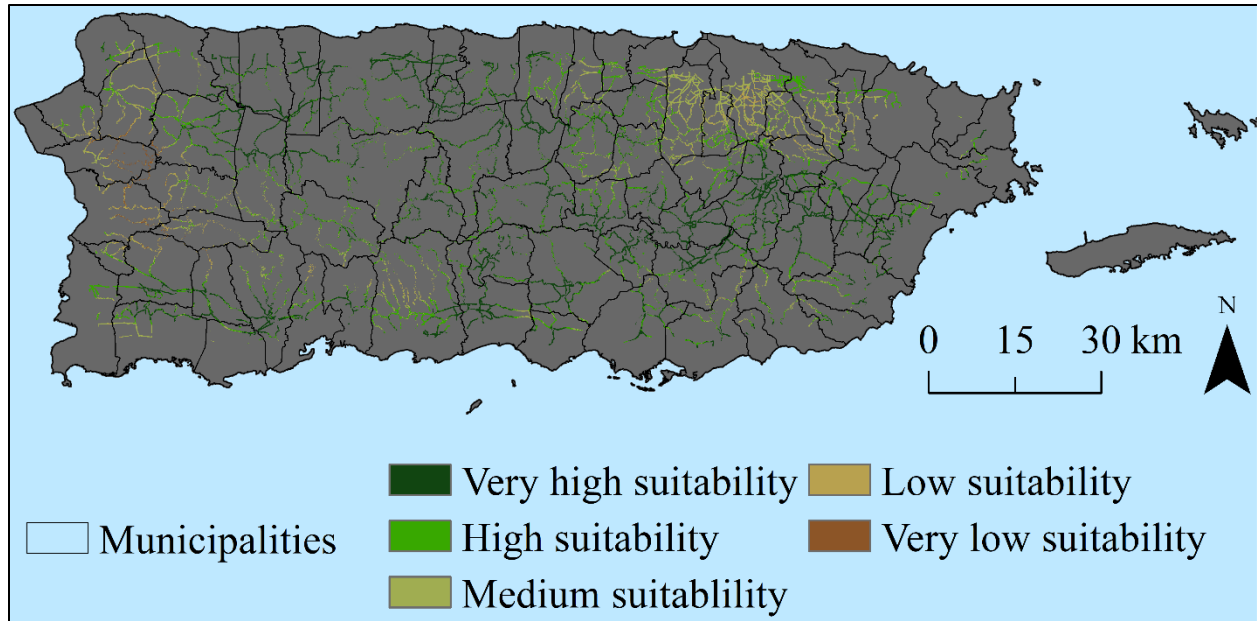 N
0 15 30 km
Very high suitability
Low suitability
Municipalities
High suitability
Very low suitability
Medium suitablility